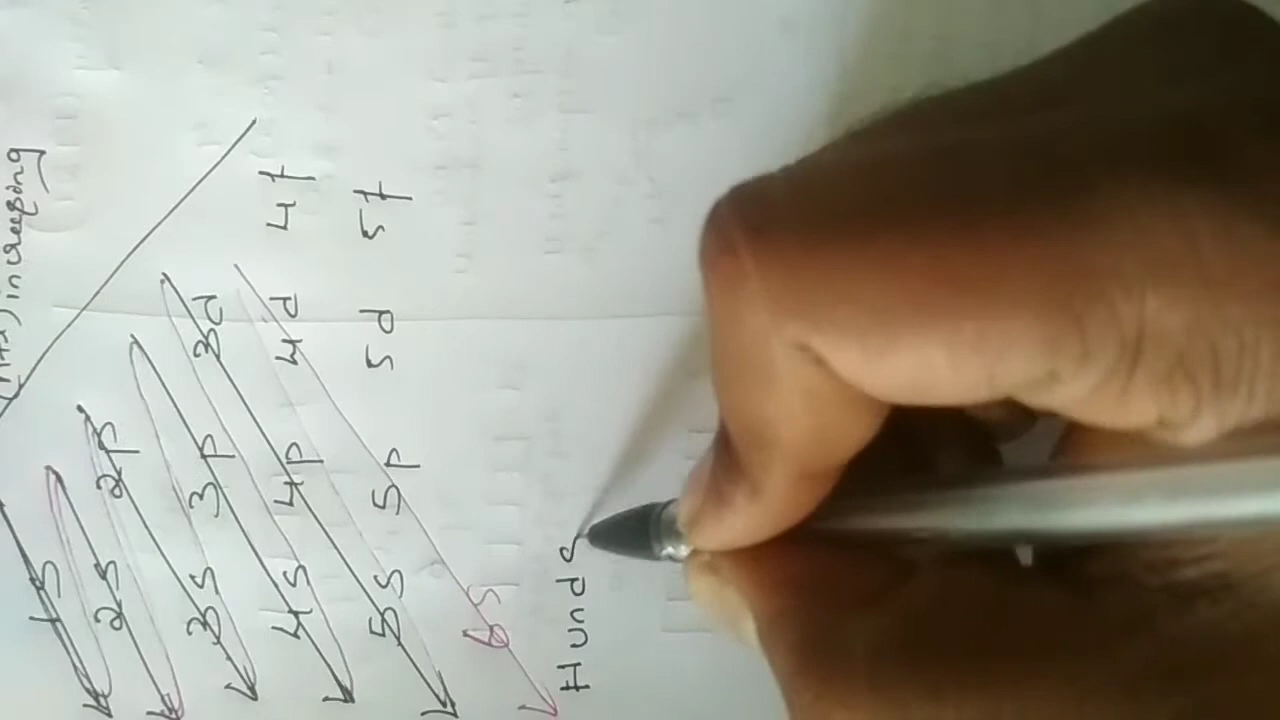 (n+l) increasing
1s
2s 2p
3s 3p 3d
4s 4p 4d 4f
5s 5p 5d 5f
6s
Hund